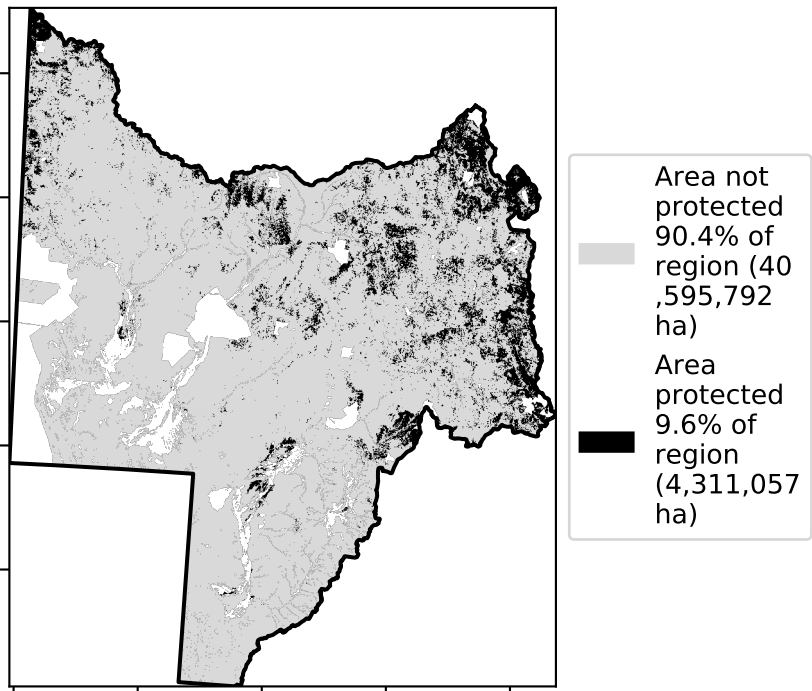 Area not
protected
90.4% of
region (40
,595,792
ha)
Area
protected
9.6% of
region
(4,311,057
ha)